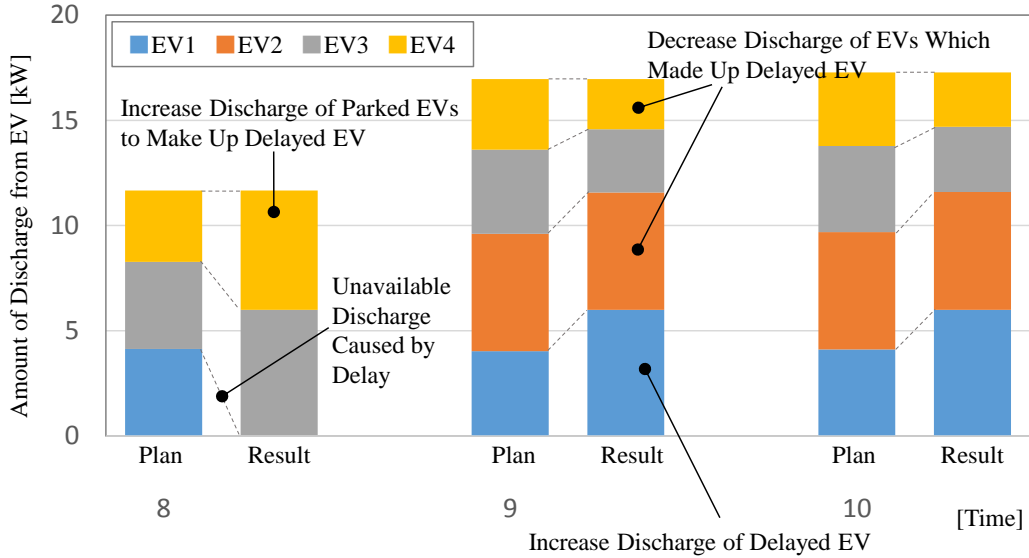 Amount of Discharge from EV [kW]
20
15
10
5
0
EV1 EV2 EV3 EV4
Increase Discharge of Parked EVs
to Make Up Delayed EV
Decrease Discharge of EVs Which
Made Up Delayed EV
Unavailable
Discharge
Caused by
Delay
Plan Result Plan Result Plan Result
8 9 10 [Time]
Increase Discharge of Delayed EV